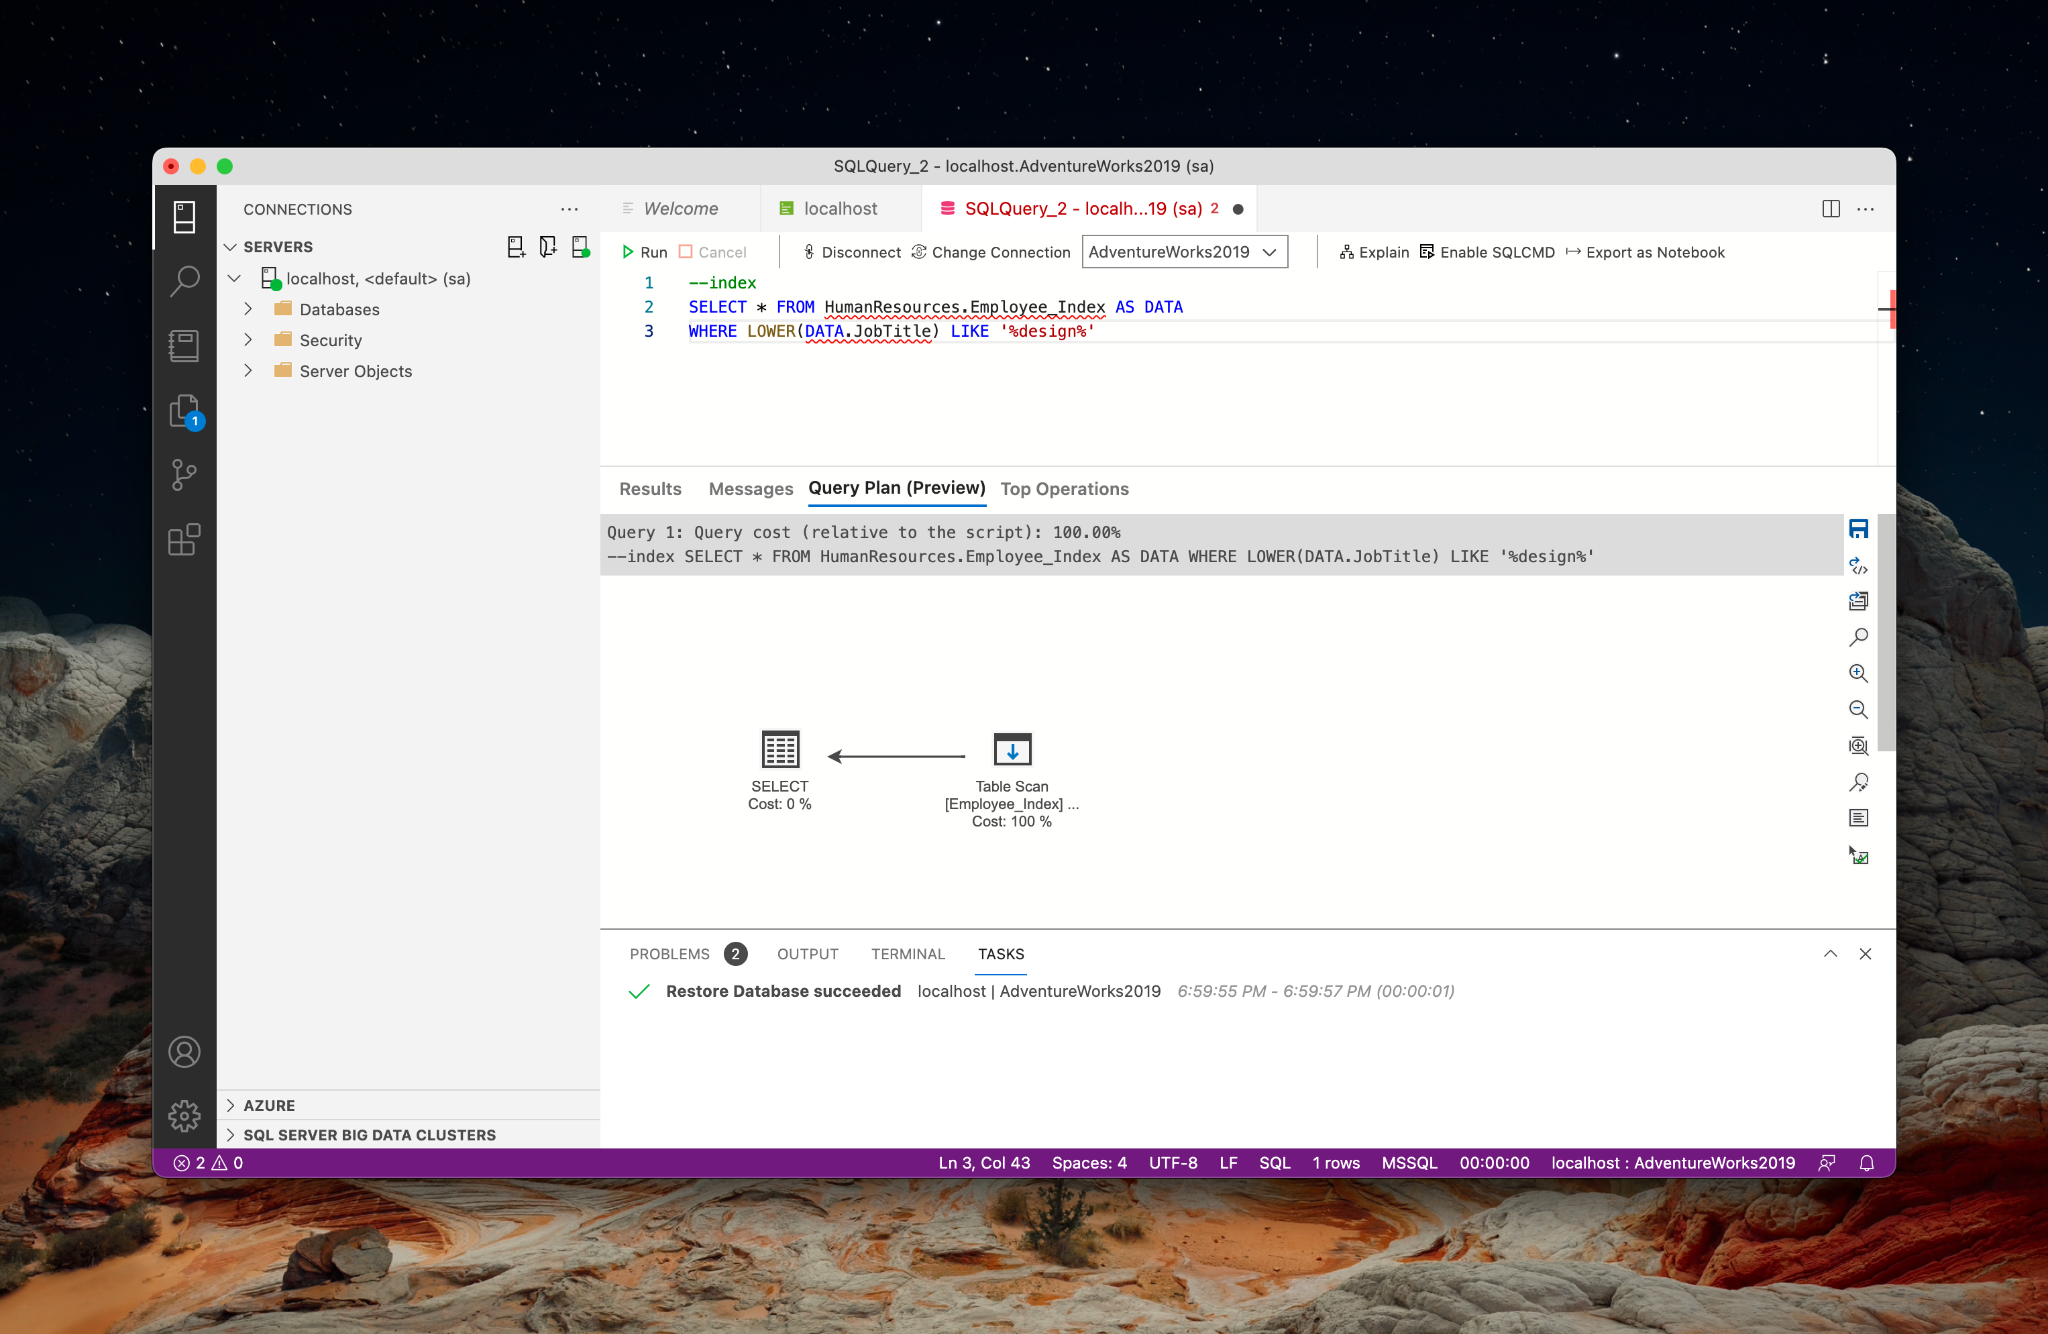 SQLQuery_2 - localhost.AdventureWorks2019 (sa)
CONNECTIONS
SERVERS
localhost, <default> (sa)
Databases
Security
Server Objects
1
AZURE
SQL SERVER BIG DATA CLUSTERS
Welcome
localhost
SQLQuery_2 - localh...19 (sa) 2
Run Cancel Disconnect Change Connection AdventureWorks2019 Explain Enable SQLCMD Export as Notebook
1 --index
2 SELECT * FROM HumanResources.Employee_Index AS DATA
3 WHERE LOWER(DATA.JobTitle) LIKE '%design%'
Results Messages Query Plan (Preview) Top Operations
Query 1: Query cost (relative to the script): 100.00%
--index SELECT * FROM HumanResources.Employee_Index AS DATA WHERE LOWER(DATA.JobTitle) LIKE '%design%'
SELECT
Cost: 0 %
Table Scan
[Employee_Index] ...
Cost: 100 %
PROBLEMS 2 OUTPUT TERMINAL TASKS
Restore Database succeeded localhost | AdventureWorks2019 6:59:55 PM - 6:59:57 PM (00:00:01)
2 0 Ln 3, Col 43 Spaces: 4 UTF-8 LF SQL 1 rows MSSQL 00:00:00 localhost : AdventureWorks2019